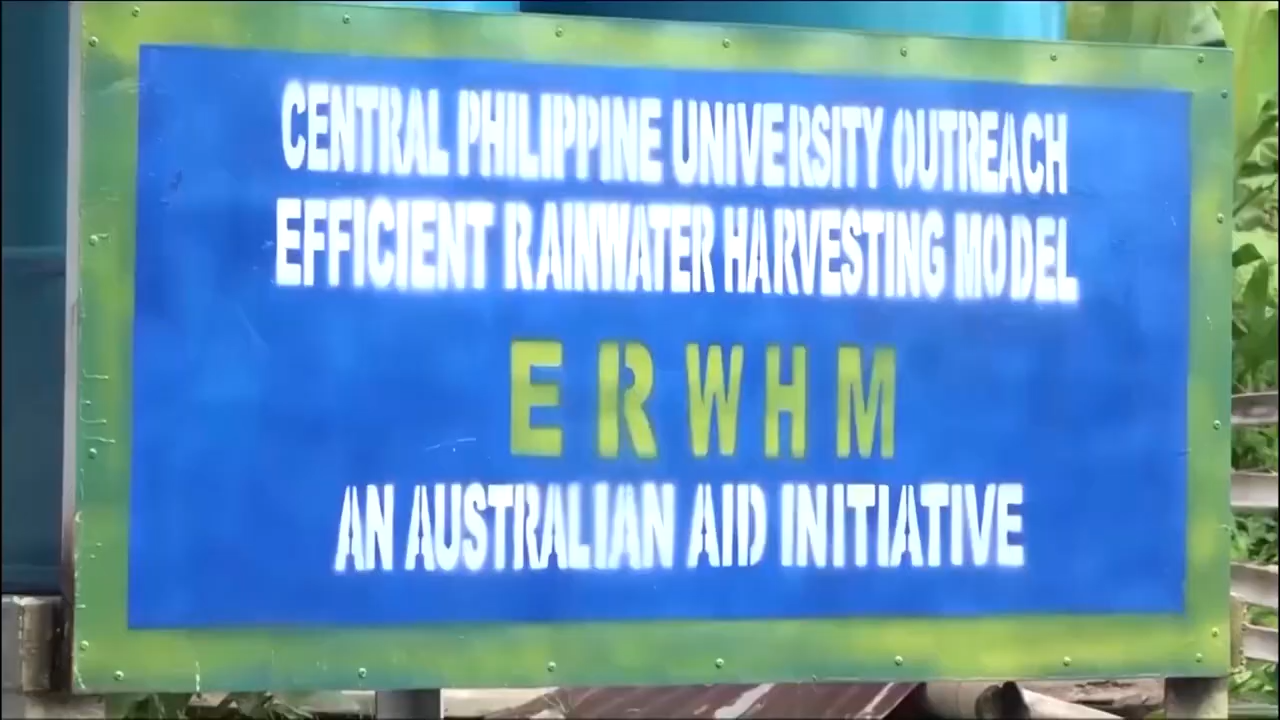 CENTRAL PHILIPPINE UNIVERSITY OUTREACH
EFFICIENT RAINWATER HARVESTING MODEL
E R W H M
AN AUSTRALIAN AID INITIATIVE